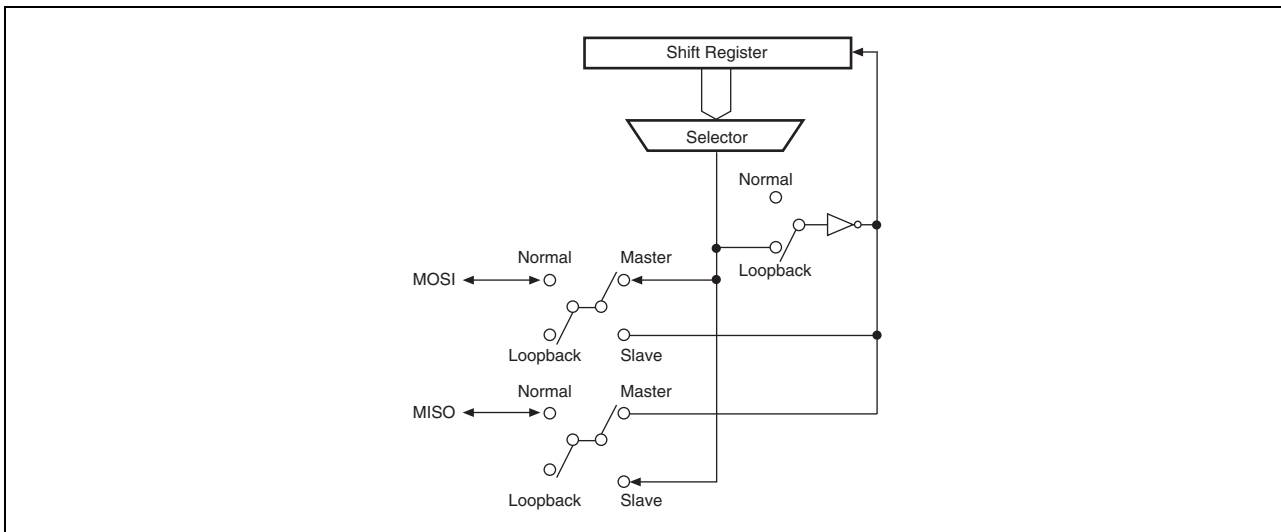 Shift Register
Selector
Normal
Loopback
Normal Master
MOSI
Loopback Slave
Normal Master
MISO
Loopback Slave